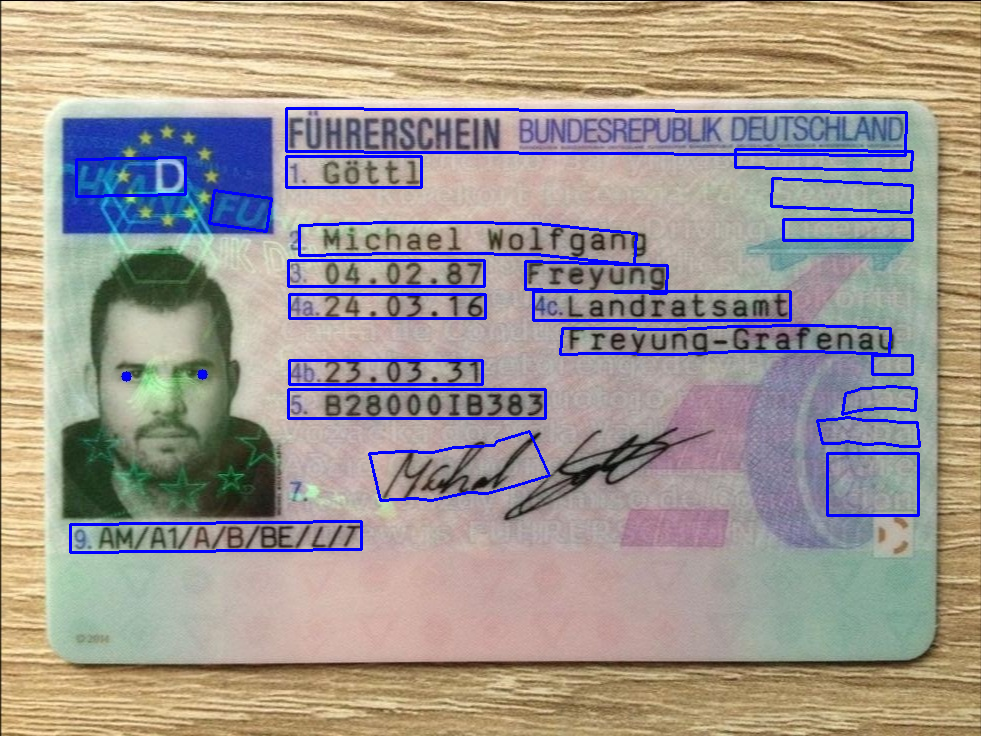 FÜHRERSCHEIN BUNDESREPUBLIK DEUTSCHLAND
D
1. Göttl
2. Michael Wolfgang
3. 04.02.87 Freyung
4a. 24.03.16 4c. Landratsamt
Freyung-Grafenau
4b. 23.03.31
5. B28000IB383
7.
9. AM/A1/A/B/BE/L/T
© 2014